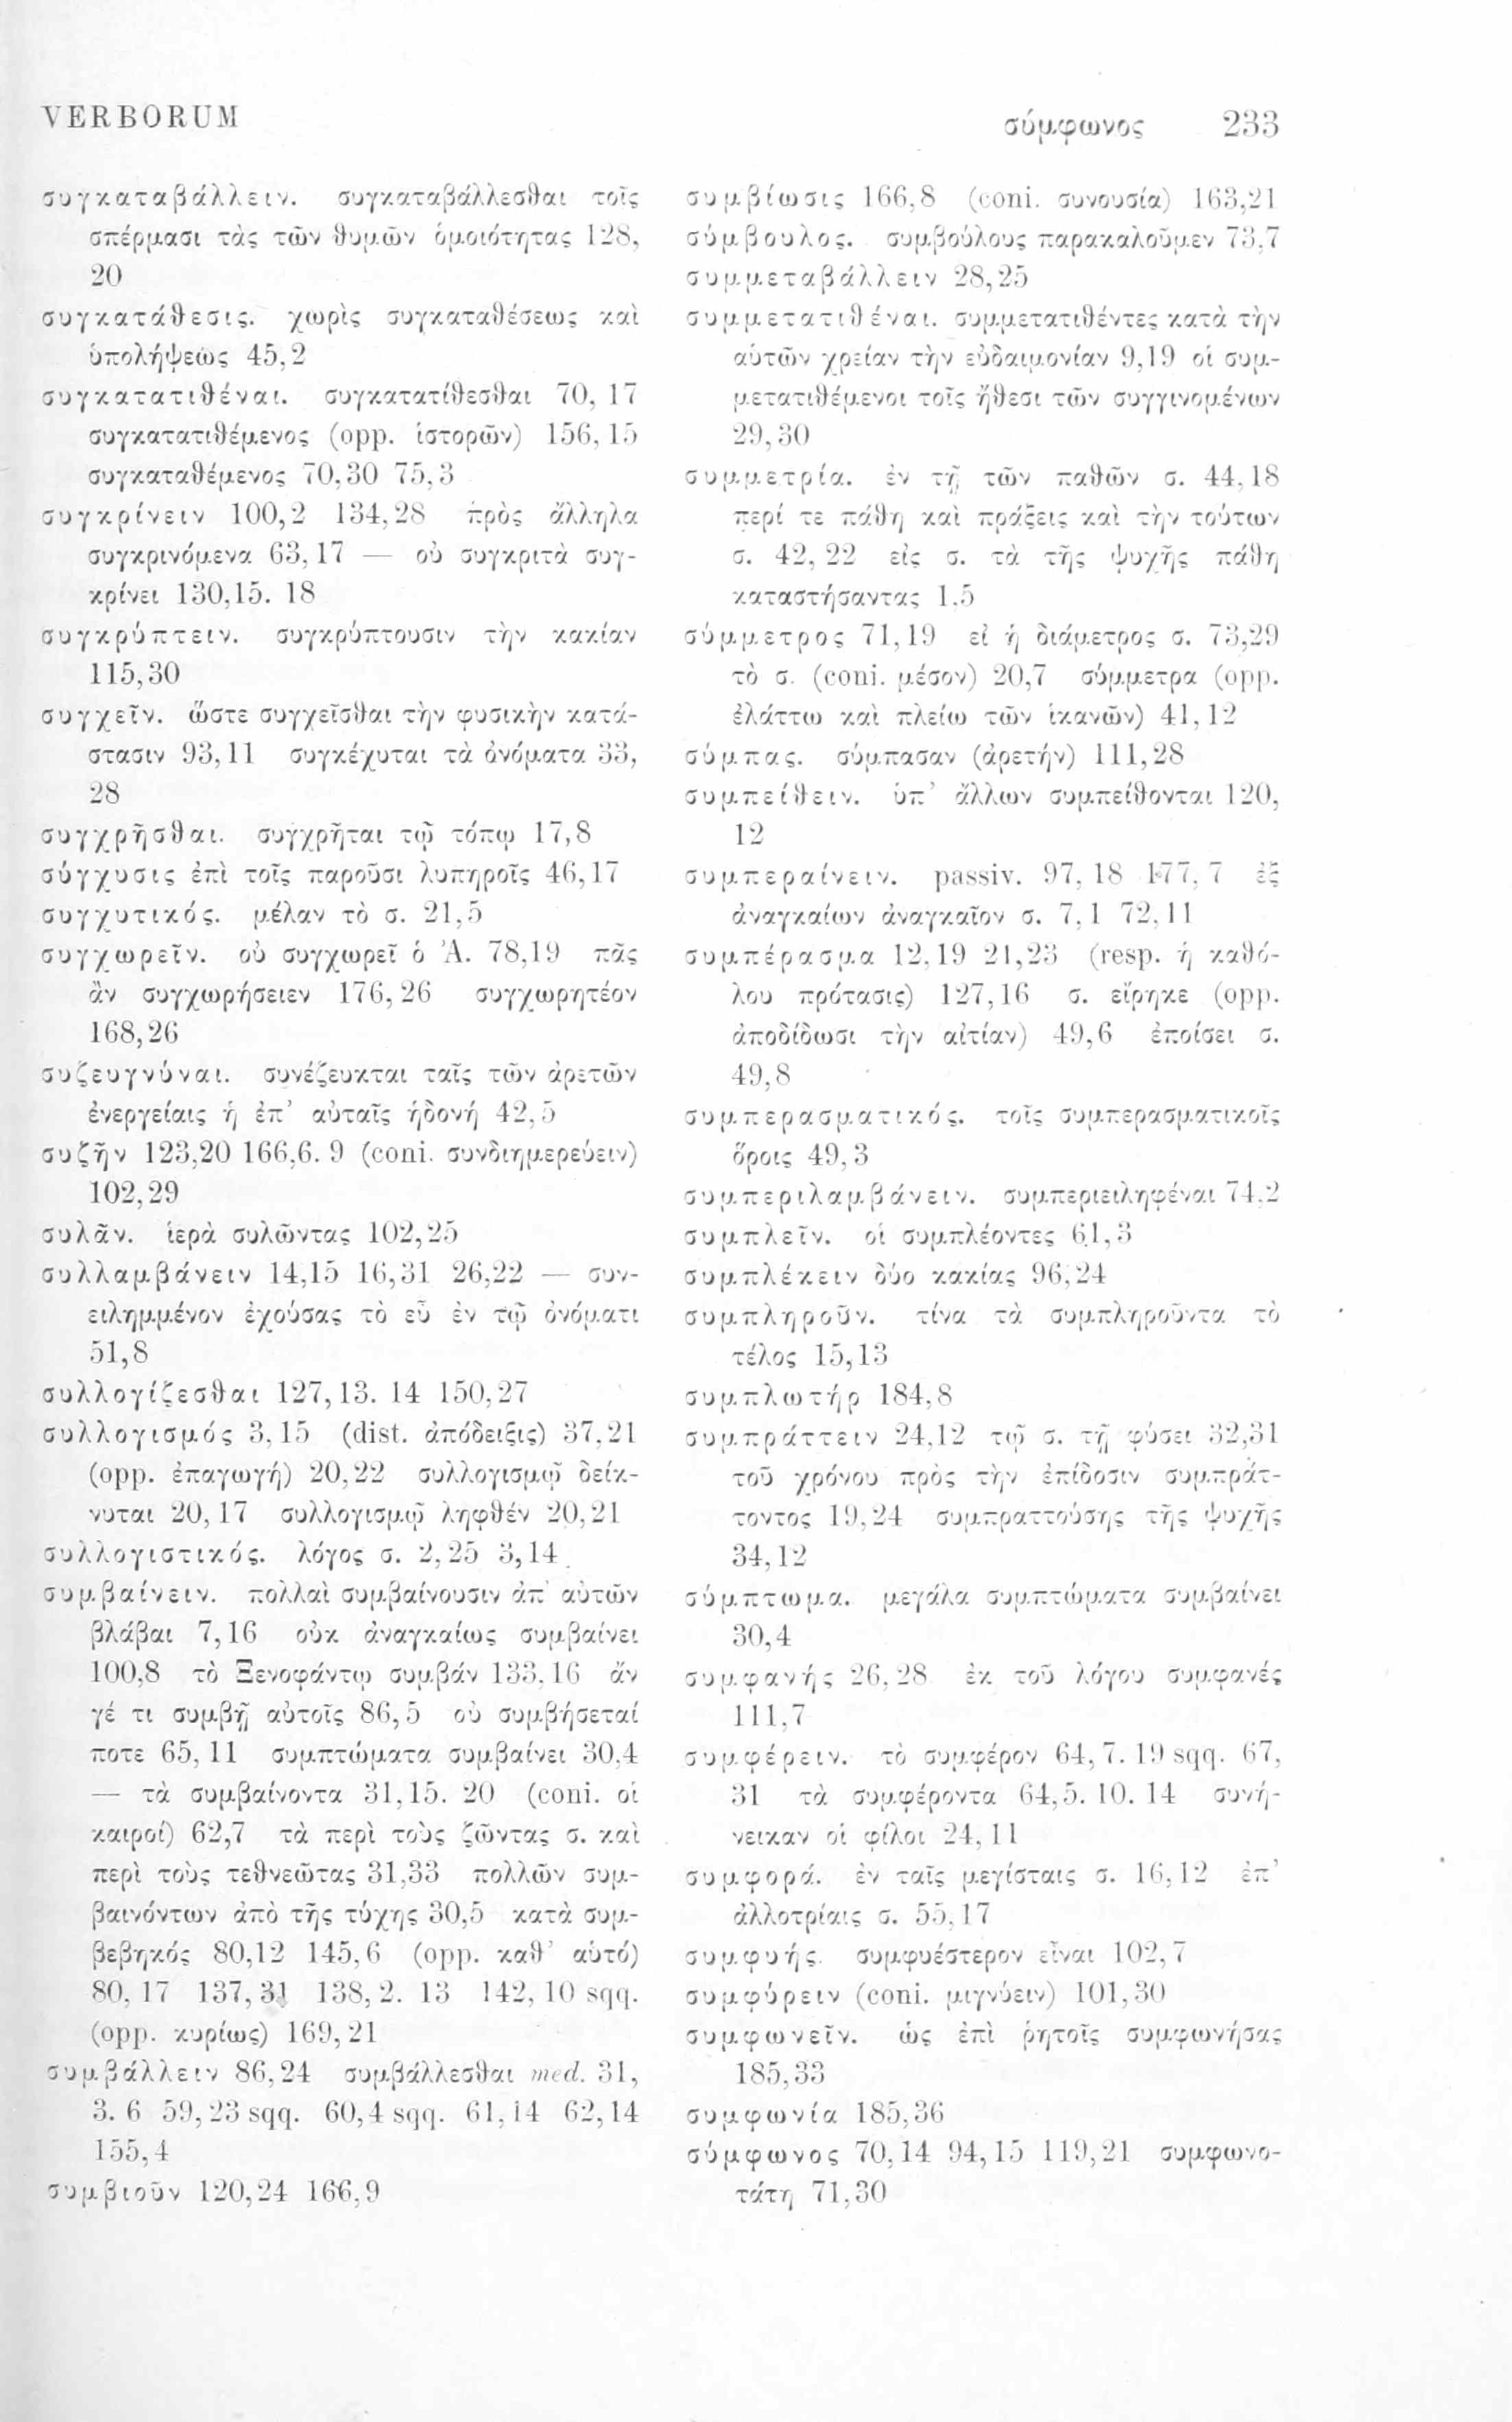 VERBORUM
σύμφωνος 233
συγκαταβάλλειν. συγκαταβάλλεσθαι τοῖς
σπέρμασι τὰς τῶν θυμῶν ὁμοιότητας 128,
20
συγκατάθεσις. χωρὶς συγκαταθέσεως καὶ
ὑπολήψεως 45,2
συγκατατιθέναι. συγκατατίθεσθαι 70, 17
συγκατατιθέμενος (opp. ἱστορῶν) 156, 15
συγκαταθέμενος 70,30 75,3
συγκρίνειν 100,2 134,28 πρὸς ἄλληλα
συγκρινόμενα 63,17 — οὐ συγκριτὰ συγ-
κρίνει 130,15. 18
συγκρύπτειν. συγκρύπτουσιν τὴν κακίαν
115,30
συγχεῖν. ὥστε συγχεῖσθαι τὴν φυσικὴν κατά-
στασιν 93,11 συγκέχυται τὰ ὀνόματα 33,
28
συγχρῆσθαι. συγχρῆται τῷ τόπῳ 17,8
σύγχυσις ἐπὶ τοῖς παροῦσι λυπηροῖς 46,17
συγχυτικός. μέλαν τὸ σ. 21,5
συγχωρεῖν. οὐ συγχωρεῖ ὁ Ἀ. 78,19 πᾶς
ἂν συγχωρήσειεν 176,26 συγχωρητέον
168,26
συζευγνύναι. συνέζευκται ταῖς τῶν ἀρετῶν
ἐνεργείαις ἡ ἐπ’ αὐταῖς ἡδονή 42,5
συζῆν 123,20 166,6. 9 (coni. συνδιημερεύειν)
102,29
συλᾶν. ἱερὰ συλῶντας 102,25
συλλαμβάνειν 14,15 16,31 26,22 — συν-
ειλημμένον ἐχούσας τὸ εὖ ἐν τῷ ὀνόματι
51,8
συλλογίζεσθαι 127,13. 14 150,27
συλλογισμός 3,15 (dist. ἀπόδειξις) 37,21
(opp. ἐπαγωγή) 20,22 συλλογισμῷ δείκ-
νυται 20,17 συλλογισμῷ ληφθέν 20,21
συλλογιστικός. λόγος σ. 2,25 3,14
συμβαίνειν. πολλαὶ συμβαίνουσιν ἀπ’ αὐτῶν
βλάβαι 7,16 οὐκ ἀναγκαίως συμβαίνει
100,8 τὸ Ξενοφάντῳ συμβάν 133,16 ἄν
γέ τι συμβῇ αὐτοῖς 86,5 οὐ συμβήσεταί
ποτε 65, 11 συμπτώματα συμβαίνει 30,4
— τὰ συμβαίνοντα 31,15. 20 (coni. οἱ
καιροί) 62,7 τὰ περὶ τοὺς ζῶντας σ. καὶ
περὶ τοὺς τεθνεῶτας 31,33 πολλῶν συμ-
βαινόντων ἀπὸ τῆς τύχης 30,5 κατὰ συμ-
βεβηκός 80,12 145,6 (opp. καθ’ αὑτό)
80, 17 137, 31 138, 2. 13 142, 10 sqq.
(opp. κυρίως) 169,21
συμβάλλειν 86,24 συμβάλλεσθαι med. 31,
3. 6 59,23 sqq. 60,4 sqq. 61,14 62,14
155,4
συμβιοῦν 120,24 166,9
συμβίωσις 166,8 (coni. συνουσία) 163,21
σύμβουλος. συμβούλους παρακαλοῦμεν 73,7
συμμεταβάλλειν 28,25
συμμετατιθέναι. συμμετατιθέντες κατὰ τὴν
αὑτῶν χρείαν τὴν εὐδαιμονίαν 9,19 οἱ συμ-
μετατιθέμενοι τοῖς ἤθεσι τῶν συγγινομένων
29,30
συμμετρία. ἐν τῇ τῶν παθῶν σ. 44,18
περί τε πάθη καὶ πράξεις καὶ τὴν τούτων
σ. 42, 22 εἰς σ. τὰ τῆς ψυχῆς πάθη
καταστήσαντας 1,5
σύμμετρος 71,19 εἰ ἡ διάμετρος σ. 73,29
τὸ σ. (coni. μέσον) 20,7 σύμμετρα (opp.
ἐλάττω καὶ πλείω τῶν ἱκανῶν) 41,12
σύμπας. σύμπασαν (ἀρετήν) 111,28
συμπείθειν. ὑπ’ ἄλλων συμπείθονται 120,
12
συμπεραίνειν. passiv. 97, 18 177, 7 ἐξ
ἀναγκαίων ἀναγκαῖον σ. 7,1 72,11
συμπέρασμα 12,19 21,23 (resp. ἡ καθό-
λου πρότασις) 127,16 σ. εἴρηκε (opp.
ἀποδίδωσι τὴν αἰτίαν) 49,6 ἐποίσει σ.
49,8
συμπερασματικός. τοῖς συμπερασματικοῖς
ὅροις 49,3
συμπεριλαμβάνειν. συμπεριειληφέναι 74,2
συμπλεῖν. οἱ συμπλέοντες 61,3
συμπλέκειν δύο κακίας 96,24
συμπληροῦν. τίνα τὰ συμπληροῦντα τὸ
τέλος 15,13
συμπλωτήρ 184,8
συμπράττειν 24,12 τῷ σ. τῇ φύσει 32,31
τοῦ χρόνου πρὸς τὴν ἐπίδοσιν συμπράτ-
τοντος 19,24 συμπραττούσης τῆς ψυχῆς
34,12
σύμπτωμα. μεγάλα συμπτώματα συμβαίνει
30,4
συμφανής 26,28 ἐκ τοῦ λόγου συμφανές
111,7
συμφέρειν. τὸ συμφέρον 64,7. 19 sqq. 67,
31 τὰ συμφέροντα 64,5. 10. 14 συνή-
νεικαν οἱ φίλοι 24,11
συμφορά. ἐν ταῖς μεγίσταις σ. 16,12 ἐπ’
ἀλλοτρίαις σ. 55,17
συμφυής. συμφυέστερον εἶναι 102,7
συμφύρειν (coni. μιγνύειν) 101,30
συμφωνεῖν. ὡς ἐπὶ ῥητοῖς συμφωνήσας
185,33
συμφωνία 185,36
σύμφωνος 70,14 94,15 119,21 συμφωνο-
τάτη 71,30